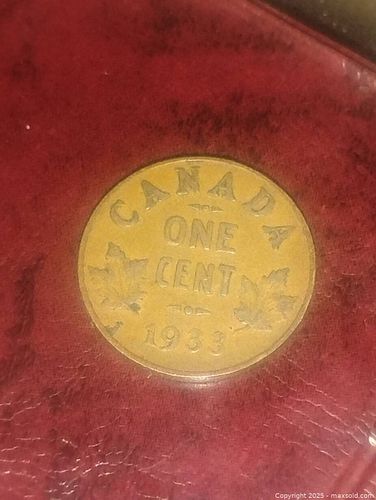 CANADA
ONE
CENT
1933
Copyright 2025 - maxsold.com